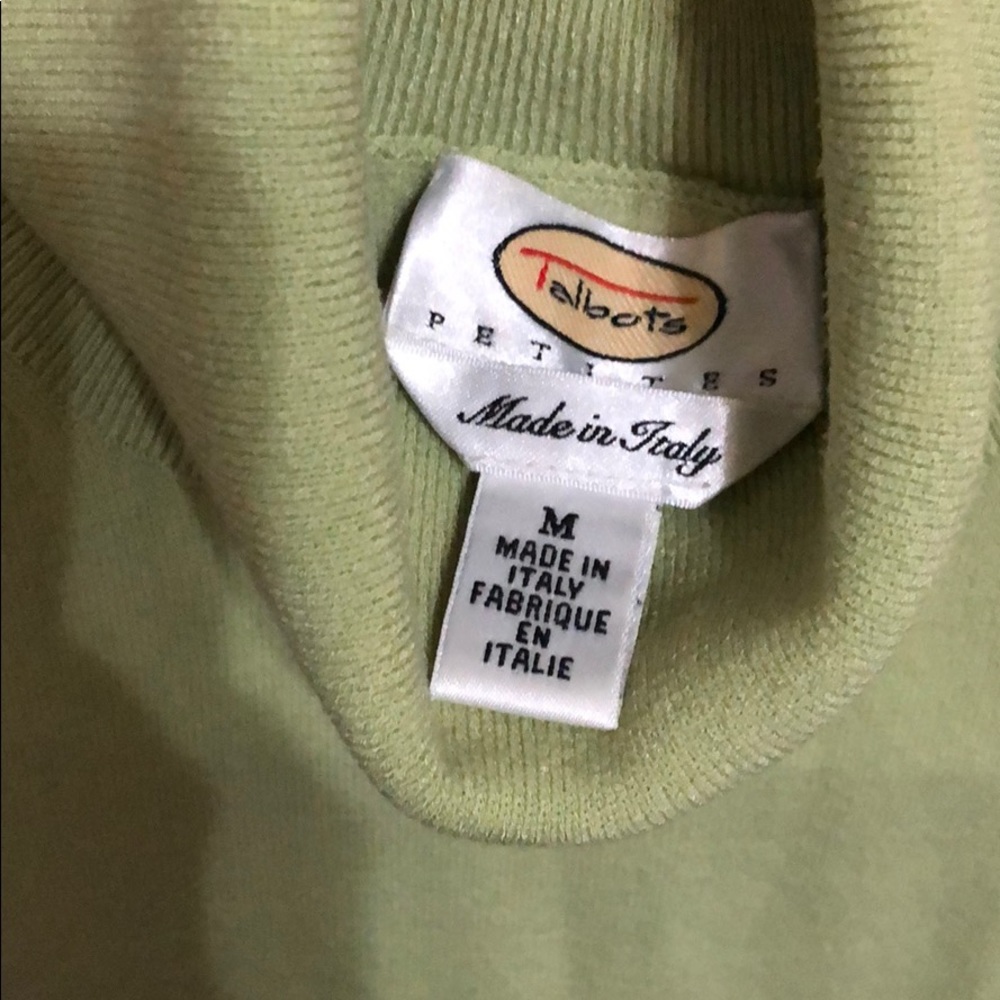 Talbots
PETITES
Made in Italy
M
MADE IN
ITALY
FABRIQUE
EN
ITALIE